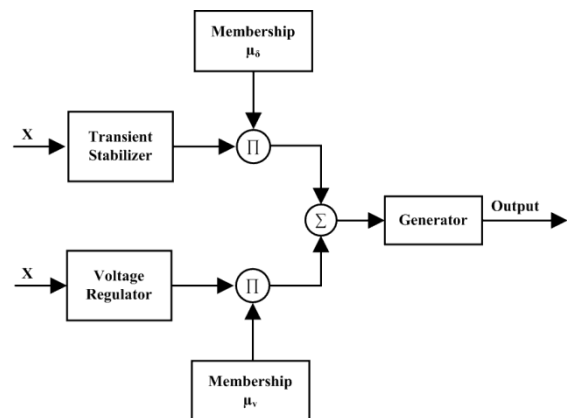 Membership
μδ
X
Transient
Stabilizer
∏
∑
Generator
Output
X
Voltage
Regulator
∏
Membership
μv